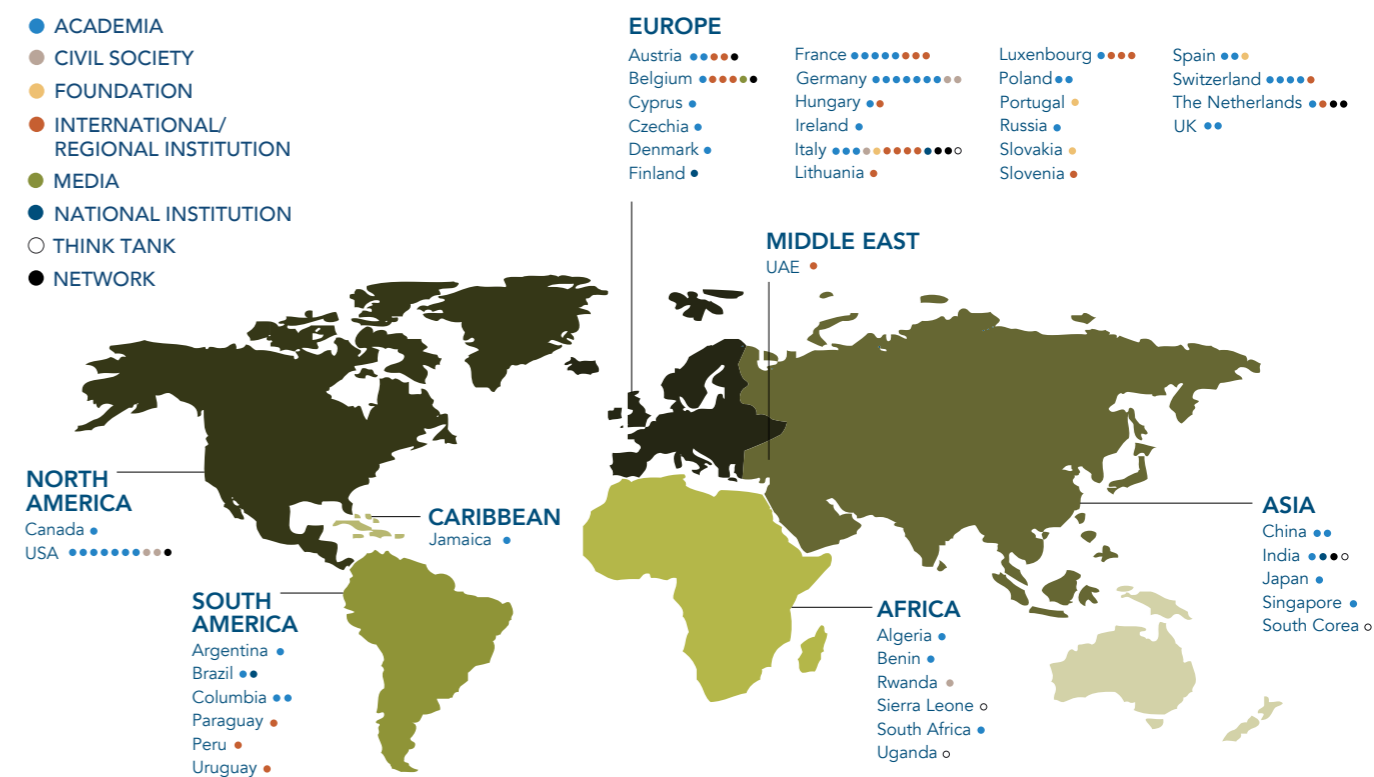 ACADEMIA
CIVIL SOCIETY
FOUNDATION
INTERNATIONAL/
REGIONAL INSTITUTION
MEDIA
NATIONAL INSTITUTION
THINK TANK
NETWORK
EUROPE
Austria
Belgium
Cyprus
Czechia
Denmark
Finland
France
Germany
Hungary
Ireland
Italy
Lithuania
Luxenbourg
Poland
Portugal
Russia
Slovakia
Slovenia
Spain
Switzerland
The Netherlands
UK
MIDDLE EAST
UAE
NORTH
AMERICA
Canada
USA
CARIBBEAN
Jamaica
SOUTH
AMERICA
Argentina
Brazil
Columbia
Paraguay
Peru
Uruguay
AFRICA
Algeria
Benin
Rwanda
Sierra Leone
South Africa
Uganda
ASIA
China
India
Japan
Singapore
South Corea